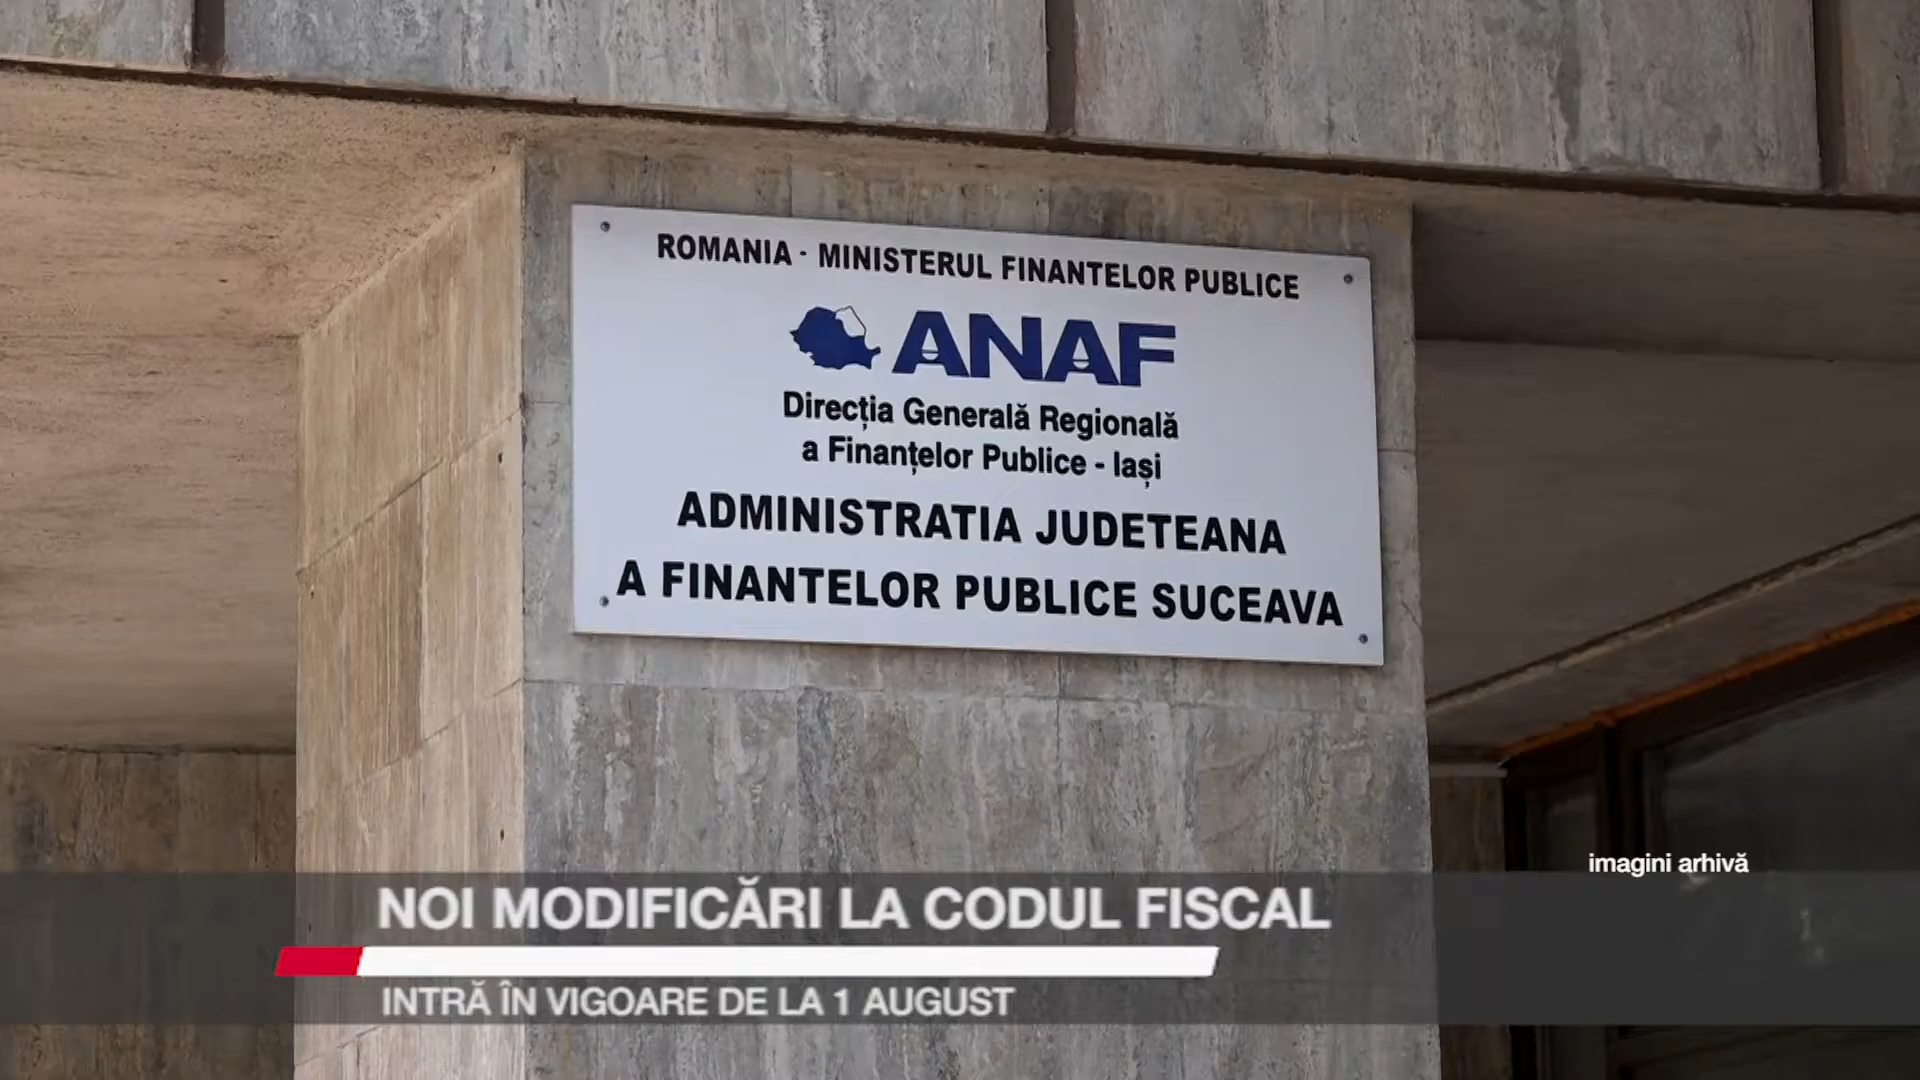 ROMANIA - MINISTERUL FINANTELOR PUBLICE
ANAF
Direcția Generală Regională
a Finanțelor Publice - Iași
ADMINISTRATIA JUDETEANA
A FINANTELOR PUBLICE SUCEAVA
imagini arhivă
NOI MODIFICĂRI LA CODUL FISCAL
INTRĂ ÎN VIGOARE DE LA 1 AUGUST